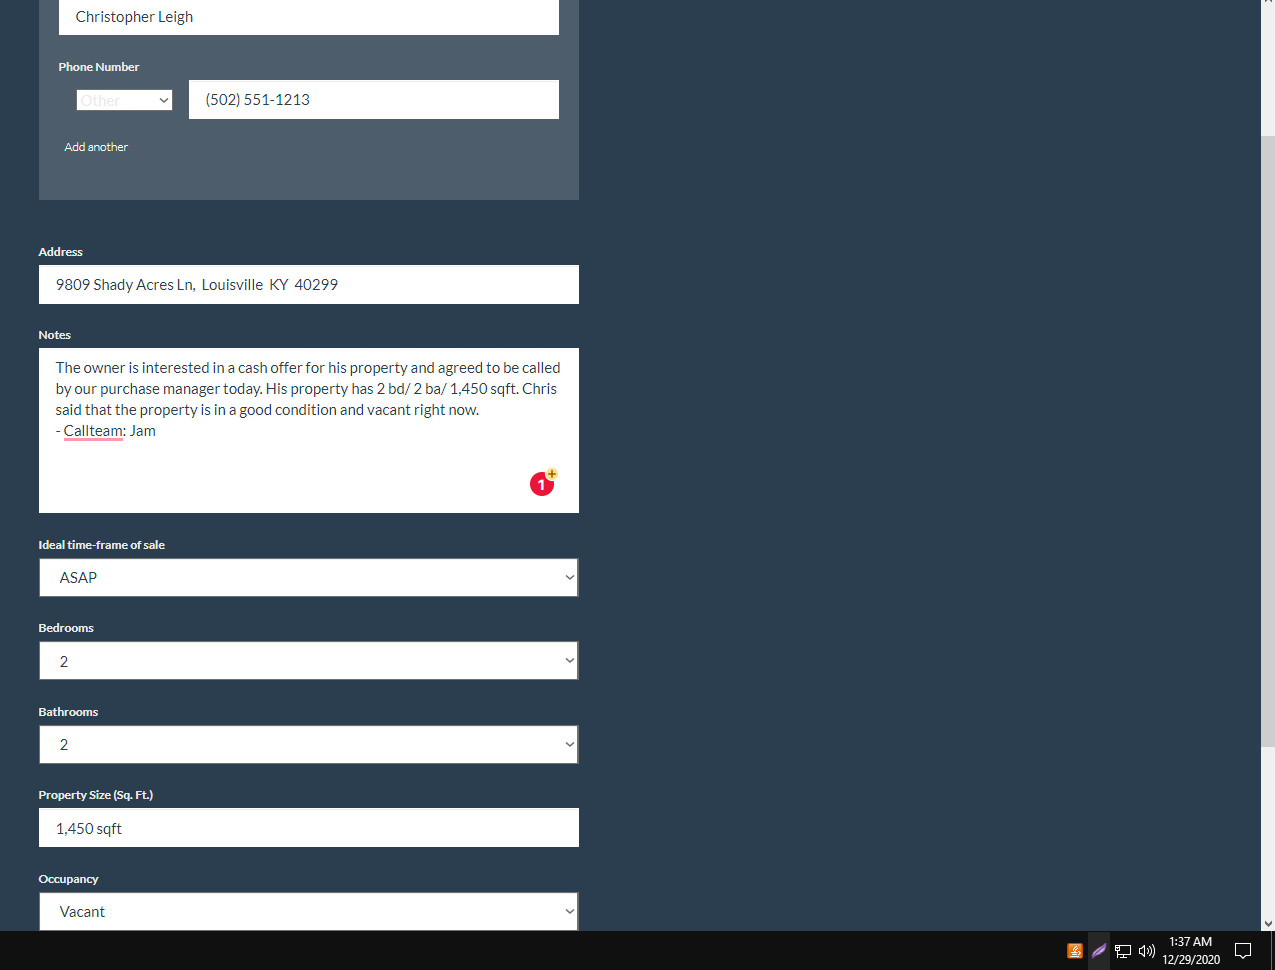 Christopher Leigh
Phone Number
Other
(502) 551-1213
Add another
Address
9809 Shady Acres Ln,  Louisville  KY  40299
Notes
The owner is interested in a cash offer for his property and agreed to be called
by our purchase manager today. His property has 2 bd/ 2 ba/ 1,450 sqft. Chris
said that the property is in a good condition and vacant right now.
- Callteam: Jam
1
Ideal time-frame of sale
ASAP
Bedrooms
2
Bathrooms
2
Property Size (Sq. Ft.)
1,450 sqft
Occupancy
Vacant
1:37 AM
12/29/2020